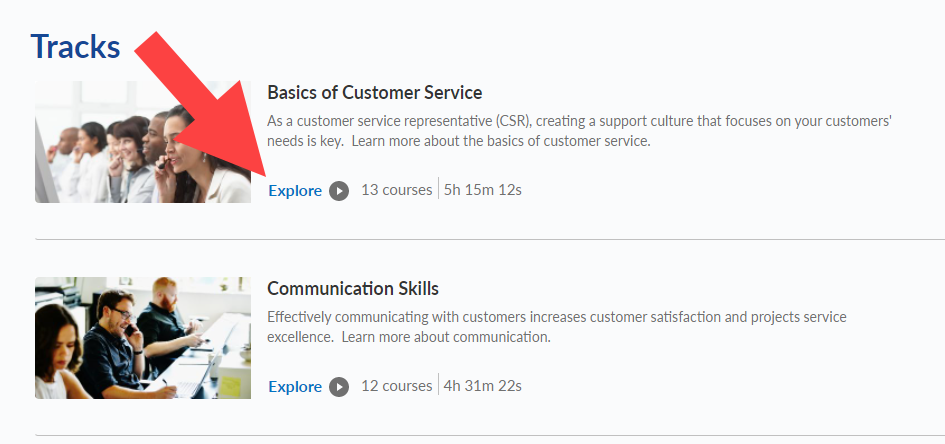 Tracks
Basics of Customer Service
As a customer service representative (CSR), creating a support culture that focuses on your customers'
needs is key.  Learn more about the basics of customer service.
Explore 13 courses 5h 15m 12s
Communication Skills
Effectively communicating with customers increases customer satisfaction and projects service
excellence.  Learn more about communication.
Explore 12 courses 4h 31m 22s